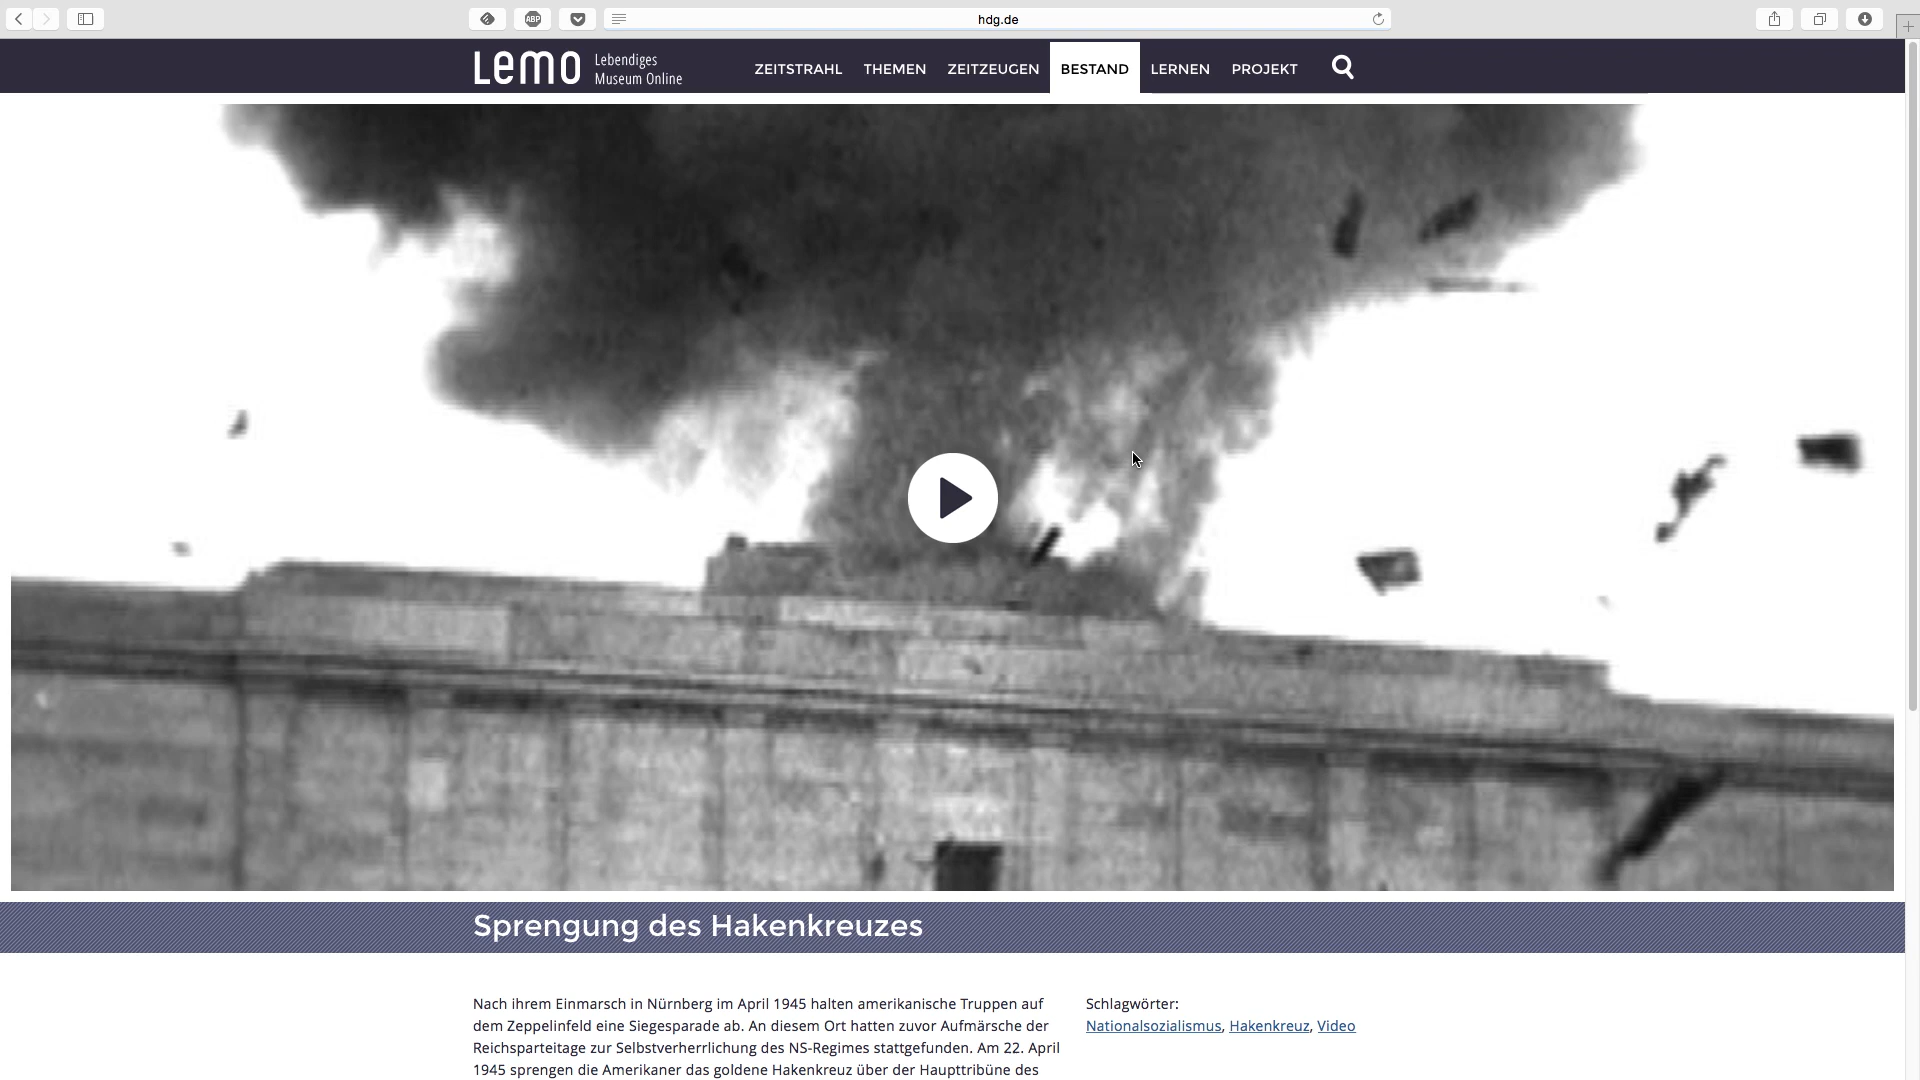 ABP
hdg.de
LeMO
Lebendiges
Museum Online
ZEITSTRAHL THEMEN ZEITZEUGEN BESTAND LERNEN PROJEKT
Sprengung des Hakenkreuzes
Nach ihrem Einmarsch in Nürnberg im April 1945 halten amerikanische Truppen auf
dem Zeppelinfeld eine Siegesparade ab. An diesem Ort hatten zuvor Aufmärsche der
Reichsparteitage zur Selbstverherrlichung des NS-Regimes stattgefunden. Am 22. April
1945 sprengen die Amerikaner das goldene Hakenkreuz über der Haupttribüne des
Schlagwörter:
Nationalsozialismus, Hakenkreuz, Video